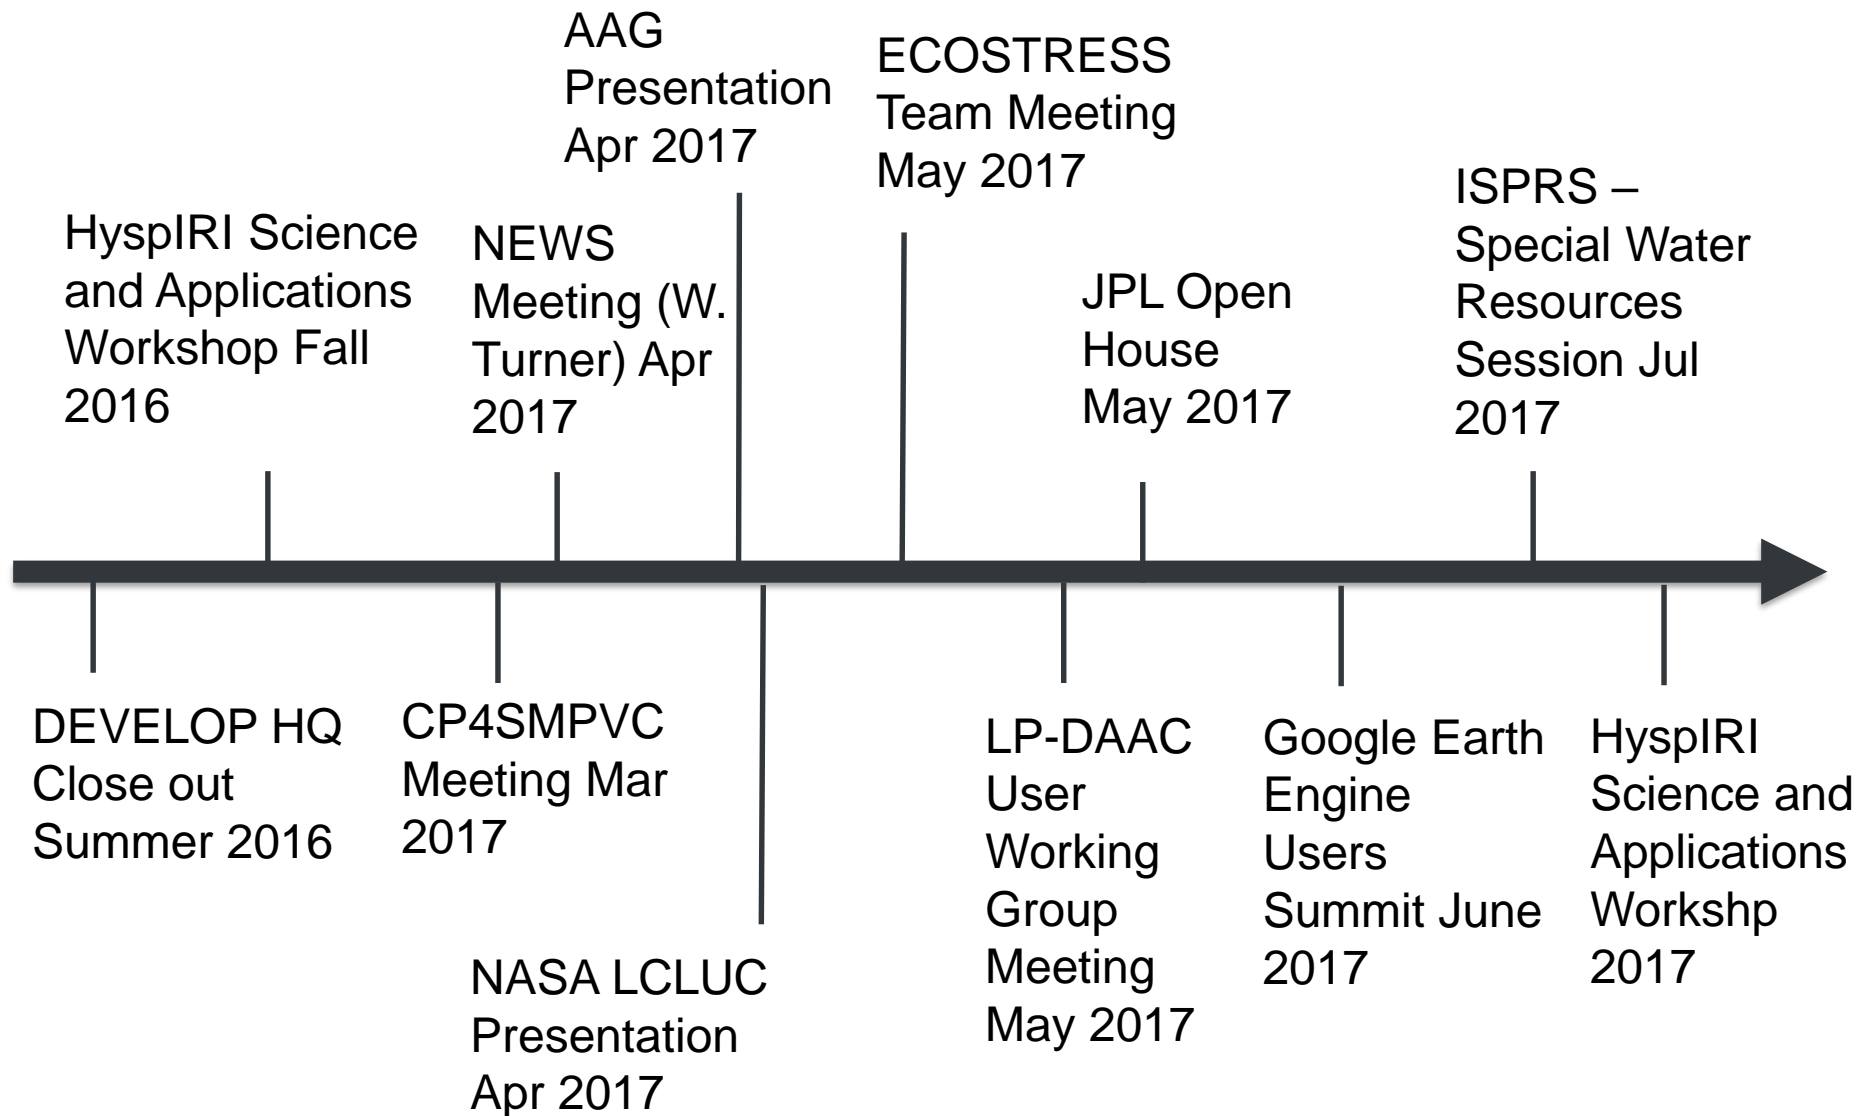 AAG
Presentation
Apr 2017
ECOSTRESS
Team Meeting
May 2017
HyspIRI Science
and Applications
Workshop Fall
2016
NEWS
Meeting (W.
Turner) Apr
2017
JPL Open
House
May 2017
ISPRS –
Special Water
Resources
Session Jul
2017
DEVELOP HQ
Close out
Summer 2016
CP4SMPVC
Meeting Mar
2017
NASA LCLUC
Presentation
Apr 2017
LP-DAAC
User
Working
Group
Meeting
May 2017
Google Earth
Engine
Users
Summit June
2017
HyspIRI
Science and
Applications
Workshp
2017